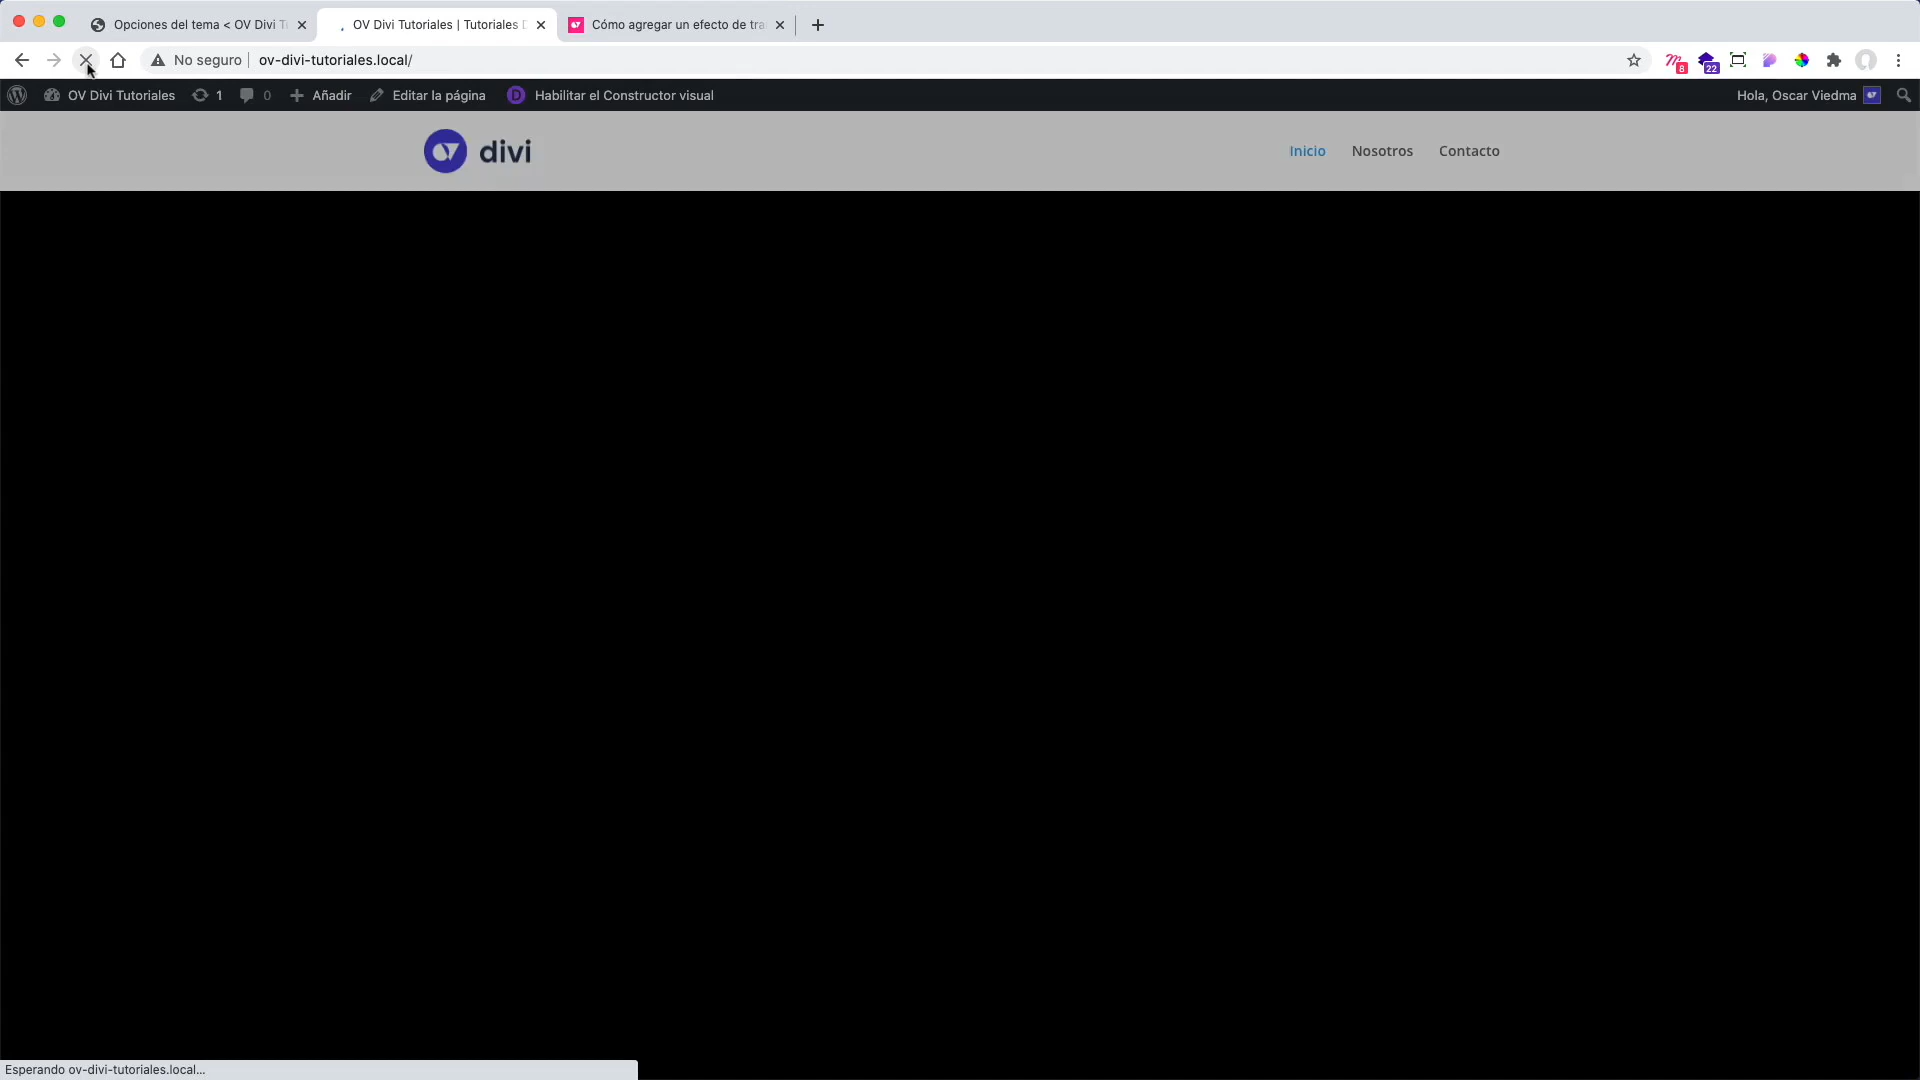 Opciones del tema < OV Divi T
OV Divi Tutoriales | Tutoriales D
Cómo agregar un efecto de tra
No seguro
ov-divi-tutoriales.local/
8
22
OV Divi Tutoriales
1
0
Añadir
Editar la página
D
Habilitar el Constructor visual
Hola, Oscar Viedma
divi
Inicio
Nosotros
Contacto
Esperando ov-divi-tutoriales.local...